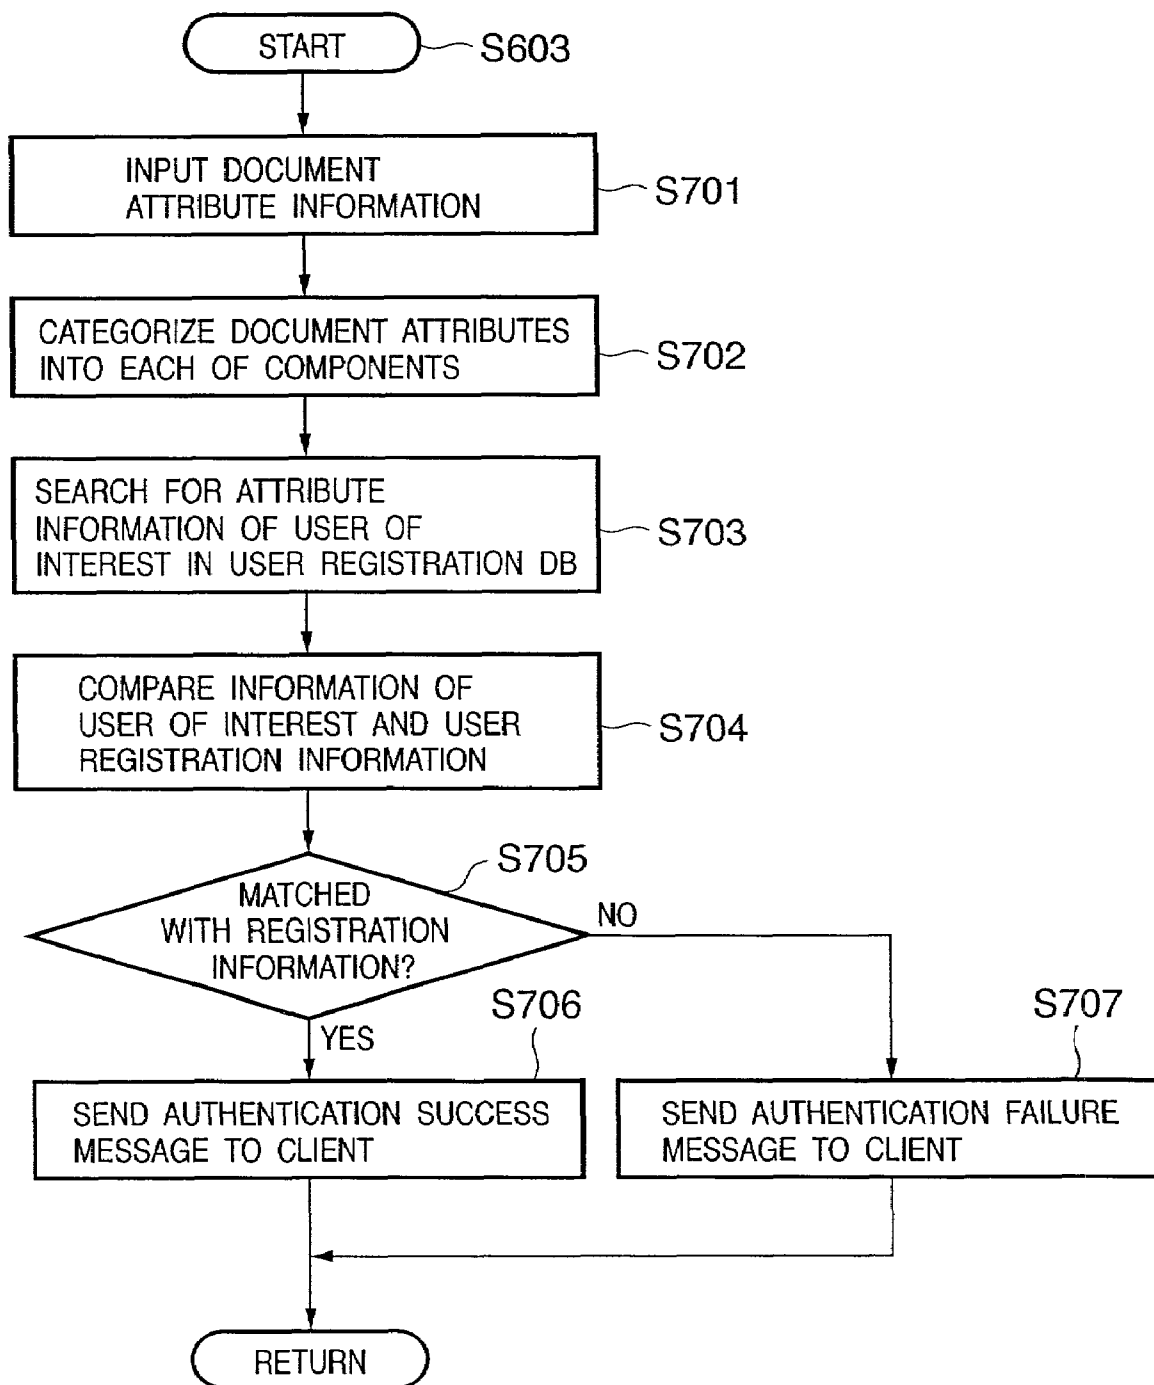 START
S603
INPUT DOCUMENT
ATTRIBUTE INFORMATION
S701
CATEGORIZE DOCUMENT ATTRIBUTES
INTO EACH OF COMPONENTS
S702
SEARCH FOR ATTRIBUTE
INFORMATION OF USER OF
INTEREST IN USER REGISTRATION DB
S703
COMPARE INFORMATION OF
USER OF INTEREST AND USER
REGISTRATION INFORMATION
S704
S705
MATCHED
WITH REGISTRATION
INFORMATION?
NO
YES
S706
SEND AUTHENTICATION SUCCESS
MESSAGE TO CLIENT
S707
SEND AUTHENTICATION FAILURE
MESSAGE TO CLIENT
RETURN